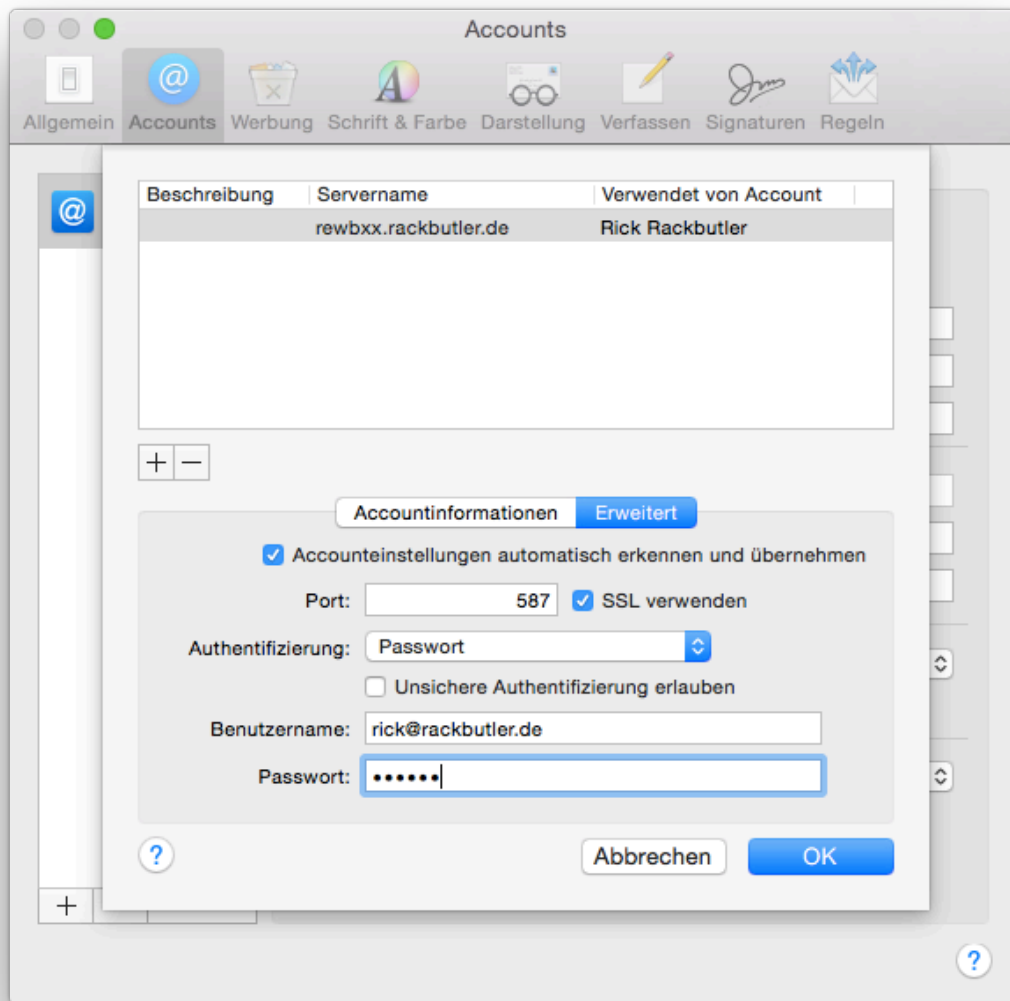 Accounts
Allgemein Accounts Werbung Schrift & Farbe Darstellung Verfassen Signaturen Regeln
Beschreibung Servername Verwendet von Account
rewbxx.rackbutler.de Rick Rackbutler
Accountinformationen Erweitert
Accounteinstellungen automatisch erkennen und übernehmen
Port: 587 SSL verwenden
Authentifizierung: Passwort
Unsichere Authentifizierung erlauben
Benutzername: rick@rackbutler.de
Passwort: ••••••
? Abbrechen OK
?